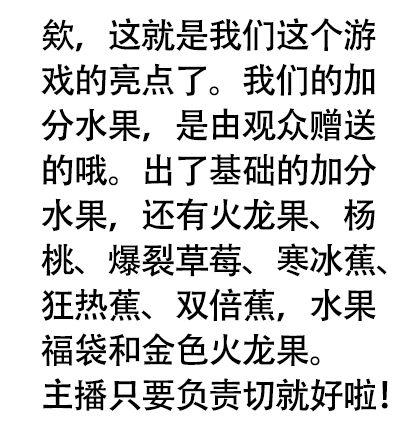 欸，这就是我们这个游
戏的亮点了。我们的加
分水果，是由观众赠送
的哦。出了基础的加分
水果，还有火龙果、杨
桃、爆裂草莓、寒冰蕉、
狂热蕉、双倍蕉，水果
福袋和金色火龙果。
主播只要负责切就好啦！